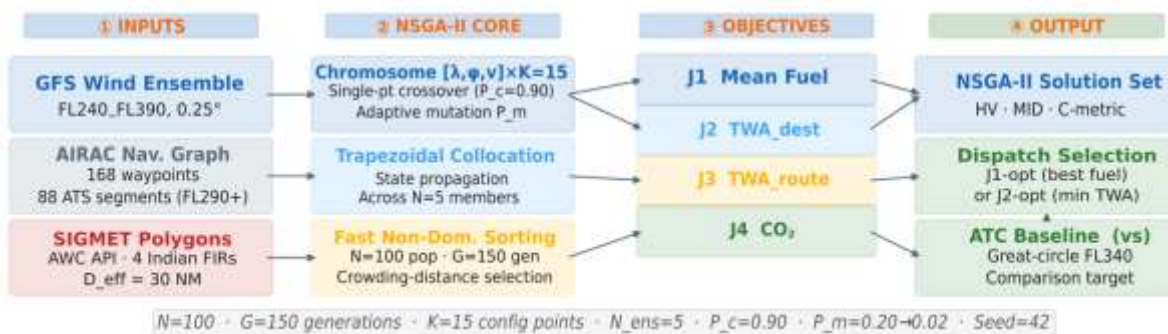 ① INPUTS
GFS Wind Ensemble
FL240_FL390, 0.25°
AIRAC Nav. Graph
168 waypoints
88 ATS segments (FL290+)
SIGMET Polygons
AWC API · 4 Indian FIRs
D_eff = 30 NM
② NSGA-II CORE
Chromosome [λ,φ,v]×K=15
Single-pt crossover (P_c=0.90)
Adaptive mutation P_m
Trapezoidal Collocation
State propagation
Across N=5 members
Fast Non-Dom. Sorting
N=100 pop · G=150 gen
Crowding-distance selection
③ OBJECTIVES
J1 Mean Fuel
J2 TWA_dest
J3 TWA_route
J4 CO₂
④ OUTPUT
NSGA-II Solution Set
HV · MID · C-metric
Dispatch Selection
J1-opt (best fuel)
or J2-opt (min TWA)
ATC Baseline (vs)
Great-circle FL340
Comparison target
N=100 · G=150 generations · K=15 config points · N_ens=5 · P_c=0.90 · P_m=0.20→0.02 · Seed=42